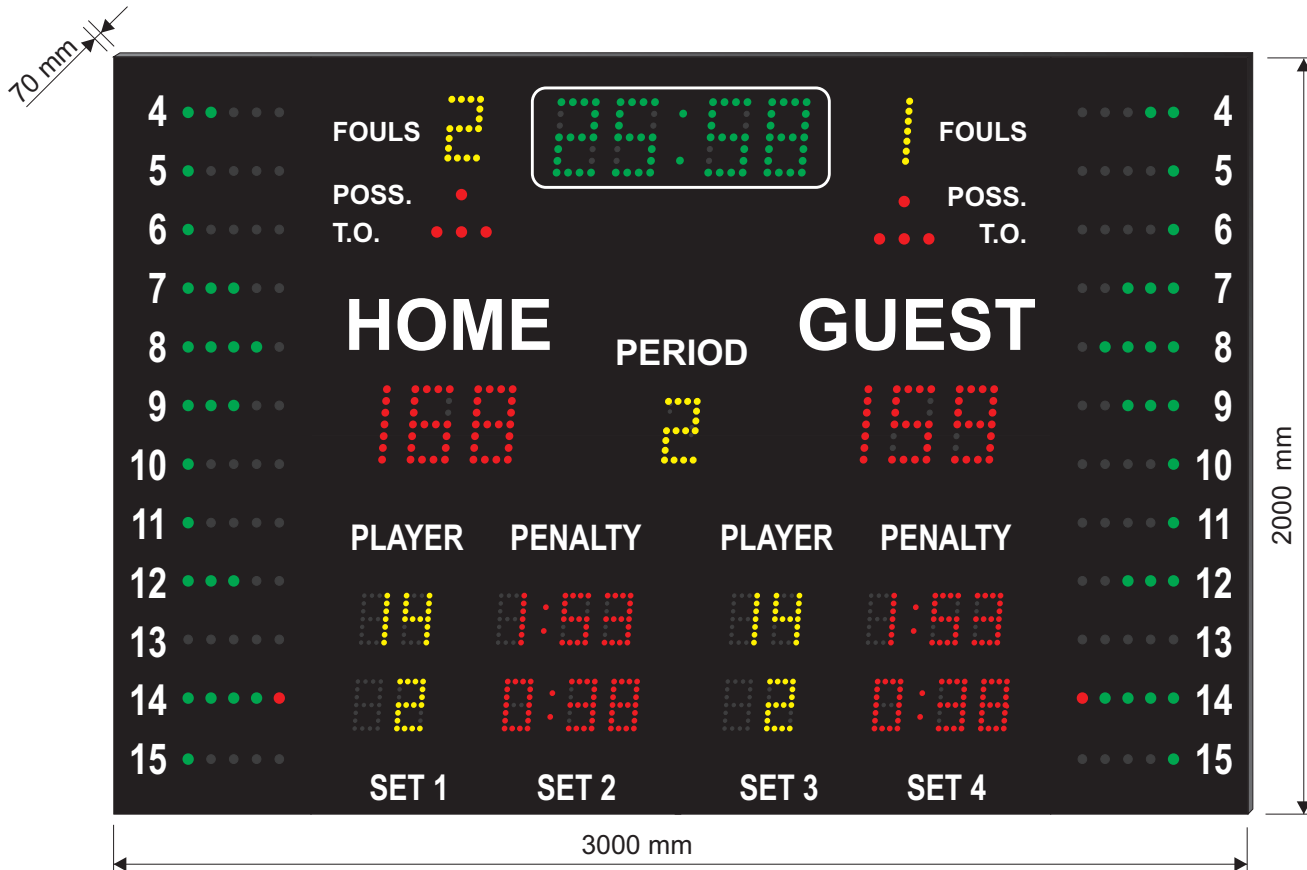 70 mm
4 FOULS 2 25:58 1 FOULS 4
5 POSS. POSS. 5
6 T.O. T.O. 6
7 7
HOME GUEST
8 PERIOD 8
9 168 2 159 9
10 10
11 PLAYER PENALTY PLAYER PENALTY 11
12 12
14 1:53 14 1:53
13 13
14 2 0:38 2 0:38 14
15 15
SET 1 SET 2 SET 3 SET 4
3000 mm
2000 mm